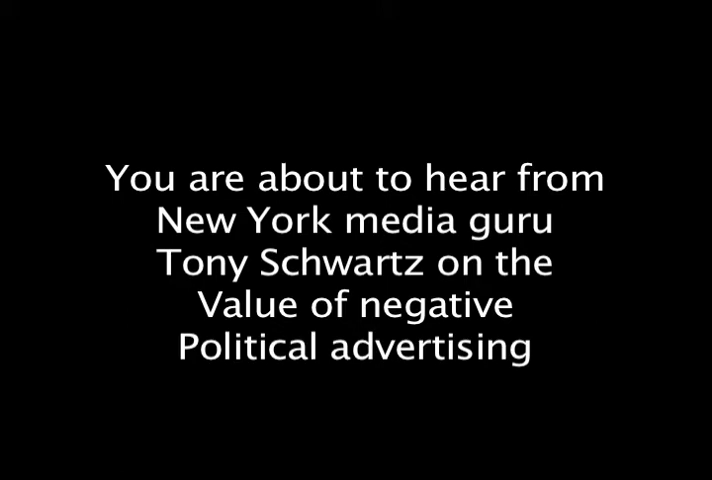 You are about to hear from
New York media guru
Tony Schwartz on the
Value of negative
Political advertising